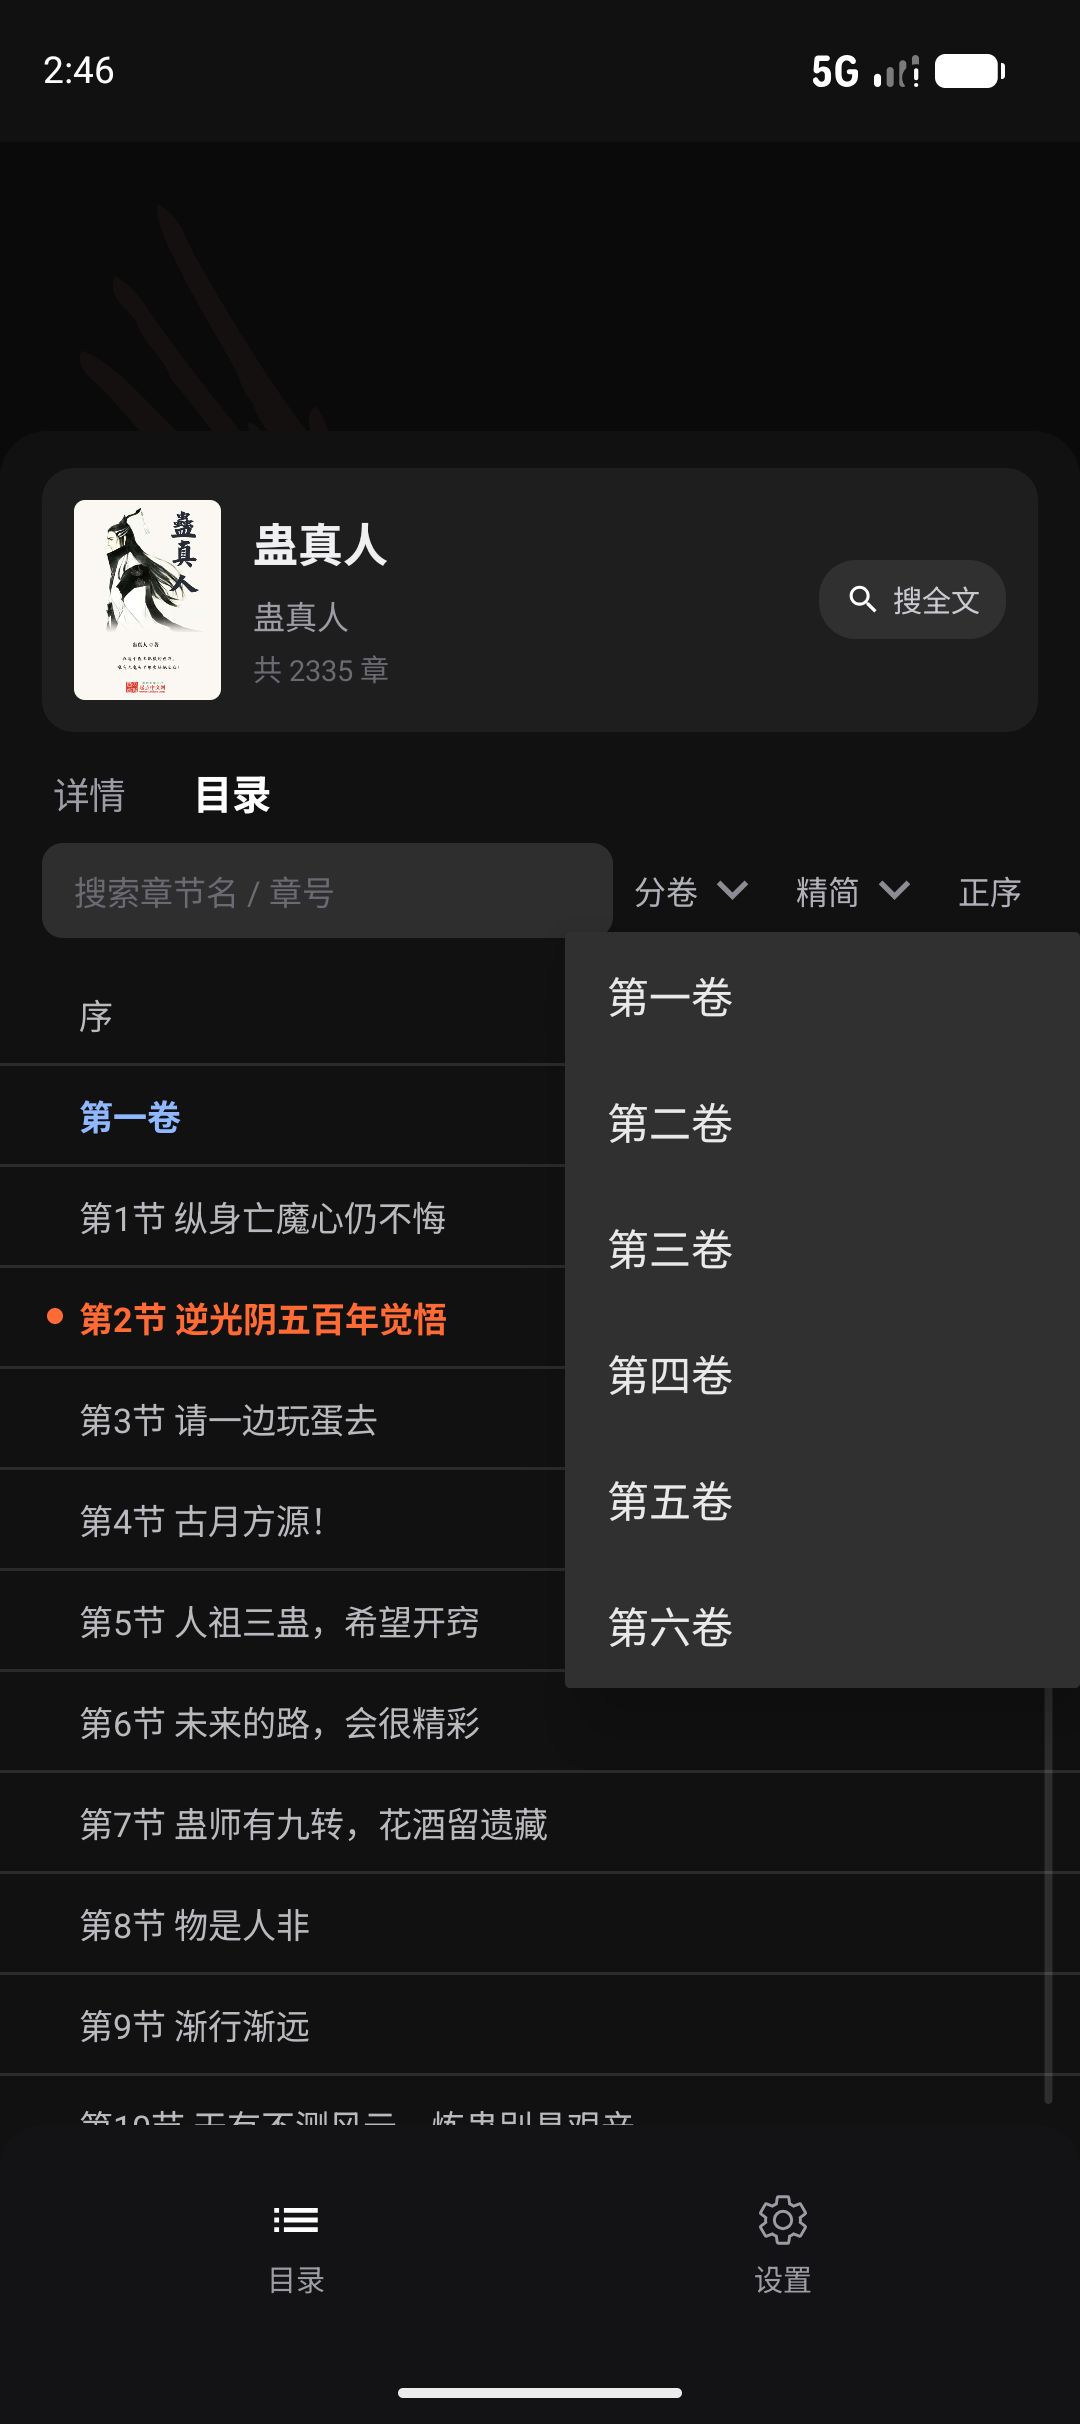 2:46
5G
蛊真人
蛊真人
蛊真人
共 2335 章
搜全文
详情
目录
搜索章节名 / 章号
分卷
精简
正序
序
第一卷
第1节 纵身亡魔心仍不悔
第2节 逆光阴五百年觉悟
第3节 请一边玩蛋去
第4节 古月方源！
第5节 人祖三蛊，希望开窍
第6节 未来的路，会很精彩
第7节 蛊师有九转，花酒留遗藏
第8节 物是人非
第9节 渐行渐远
第一卷
第二卷
第三卷
第四卷
第五卷
第六卷
目录
设置